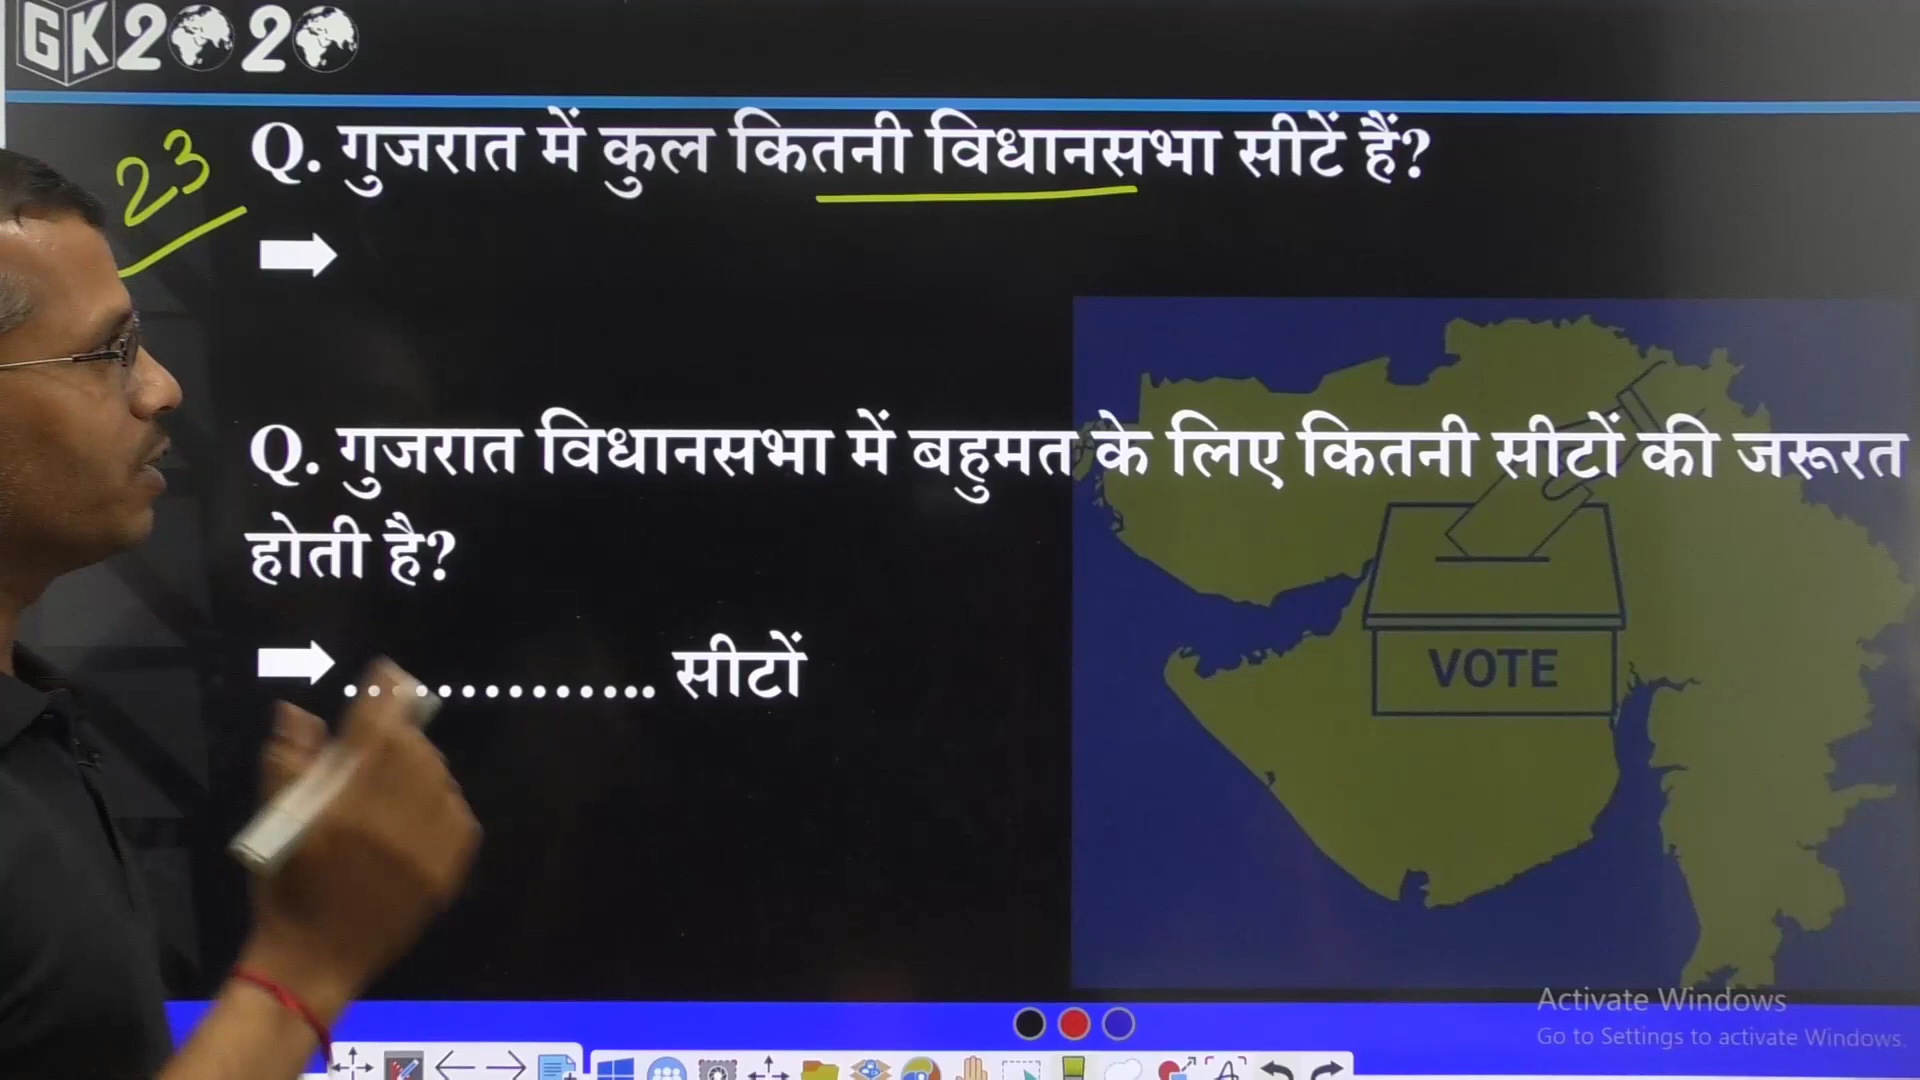 GK2020
23
Q. गुजरात में कुल कितनी विधानसभा सीटें हैं?
Q. गुजरात विधानसभा में बहुमत के लिए कितनी सीटों की जरूरत
होती है?
.............. सीटों
VOTE
Activate Windows
Go to Settings to activate Windows.